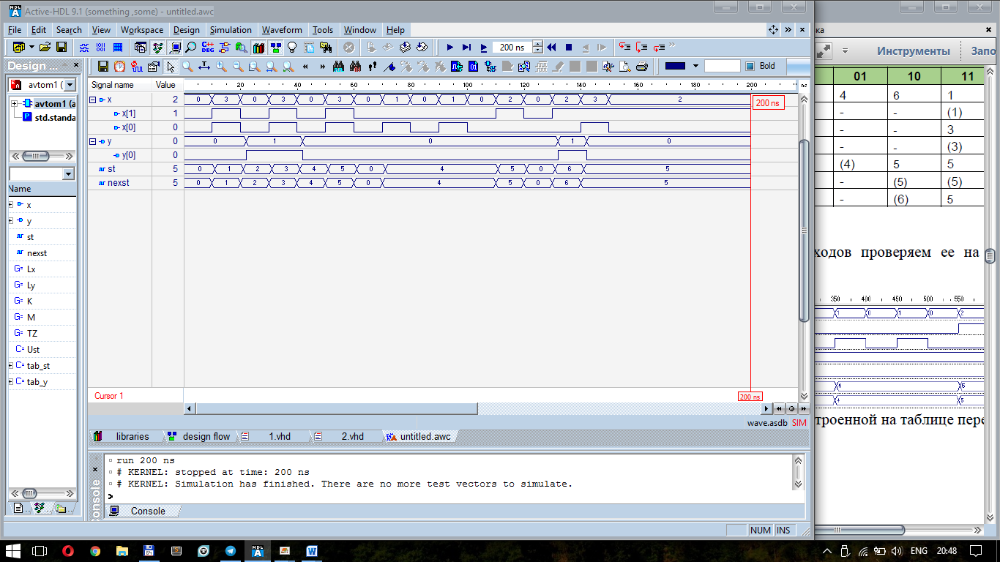 Active-HDL 9.1 (something ,some) - untitled.awc
File Edit Search View Workspace Design Simulation Waveform Tools Window Help
200 ns
Bold
Design ...
avtom1 (
avtom1 (a
std.standa
Name
x
y
st
nexst
Lx
Ly
K
M
TZ
Ust
tab_st
tab_y
Signal name Value 20 40 60 80 100 120 140 160 180 200 ns
x 2 0 3 0 3 0 3 0 1 0 1 0 2 0 2 3 2
200 ns
x[1] 1
x[0] 0
y 0 0 1 0 1 0
y[0] 0
st 5 0 1 2 3 4 5 0 4 5 0 6 5
nexst 5 0 1 2 3 4 5 0 4 5 0 6 5
Cursor 1 200 ns
wave.asdb SIM
libraries design flow 1.vhd 2.vhd untitled.awc
run 200 ns
# KERNEL: stopped at time: 200 ns
# KERNEL: Simulation has finished. There are no more test vectors to simulate.
>
Console
Console
NUM INS
ка
Инструменты Запо
01 10 11
4 6 1
- - (1)
- - 3
- - (3)
(4) 5 5
- (5) (5)
- (6) 5
ходов проверяем ее на
350 400 450 500 550
1 0 1 0 2
4 5
4 5
троенной на таблице пере
ENG 20:48